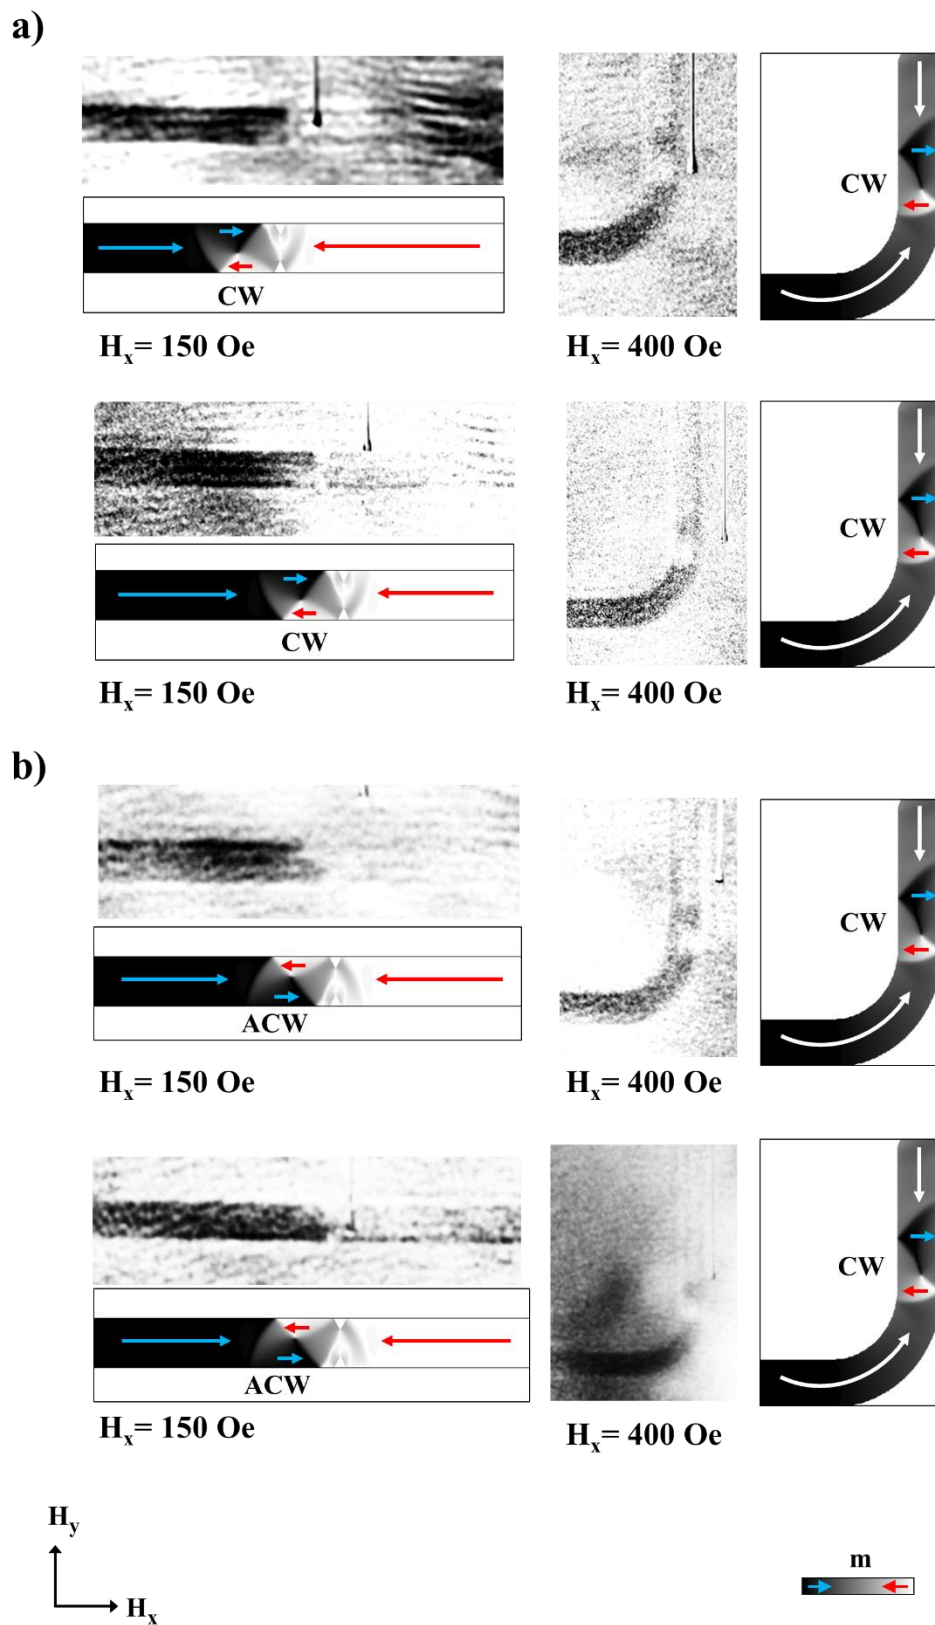 a)
CW
CW
H_x= 150 Oe
H_x= 400 Oe
CW
CW
H_x= 150 Oe
H_x= 400 Oe
b)
CW
ACW
H_x= 150 Oe
H_x= 400 Oe
CW
ACW
H_x= 150 Oe
H_x= 400 Oe
H_y
H_x
m